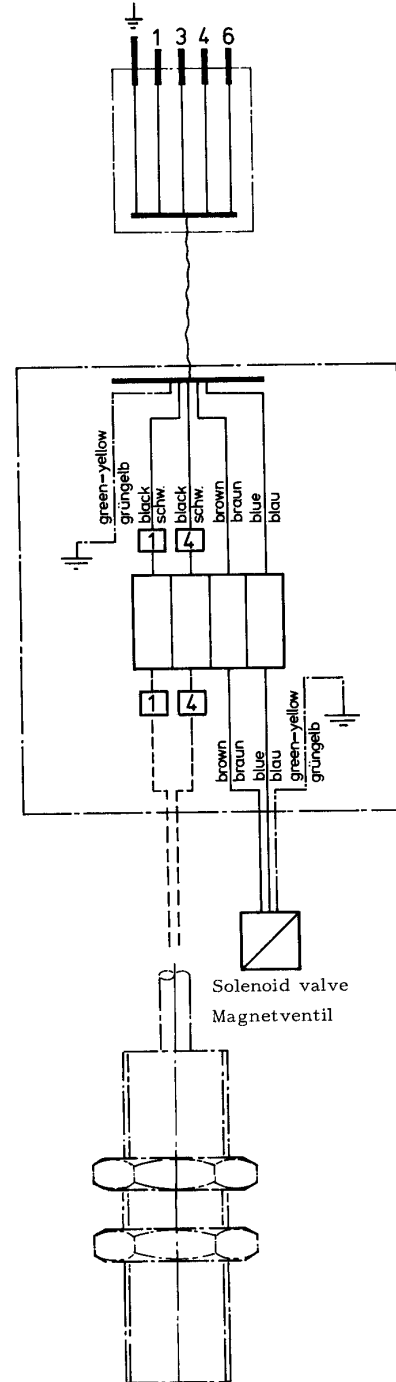 1 3 4 6
green-yellow
grüngelb
black
schw.
black
schw.
brown
braun
blue
blau
1 4
1 4
brown
braun
blue
blau
green-yellow
grüngelb
Solenoid valve
Magnetventil